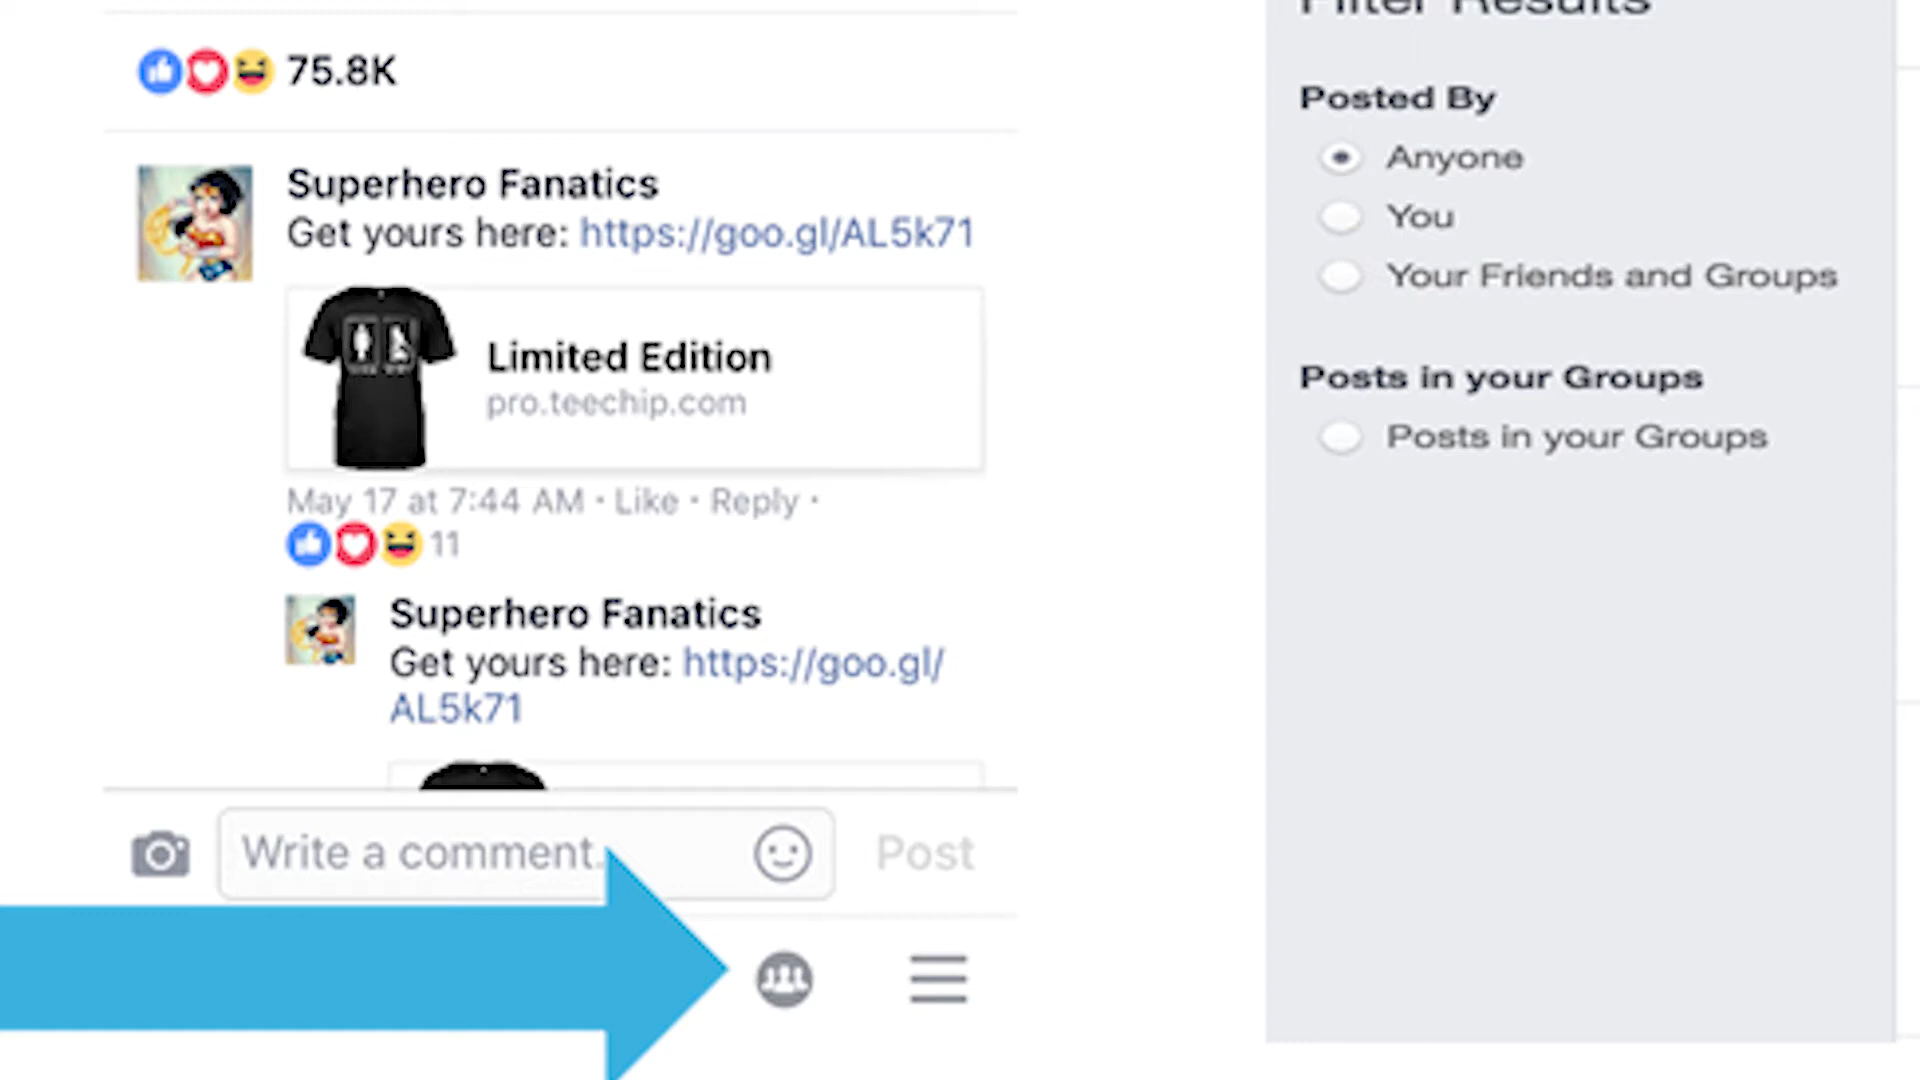 75.8K
Superhero Fanatics
Get yours here: https://goo.gl/AL5k71
Limited Edition
pro.teechip.com
May 17 at 7:44 AM · Like · Reply ·
11
Superhero Fanatics
Get yours here: https://goo.gl/
AL5k71
Write a comment.
Post
Filter Results
Posted By
Anyone
You
Your Friends and Groups
Posts in your Groups
Posts in your Groups